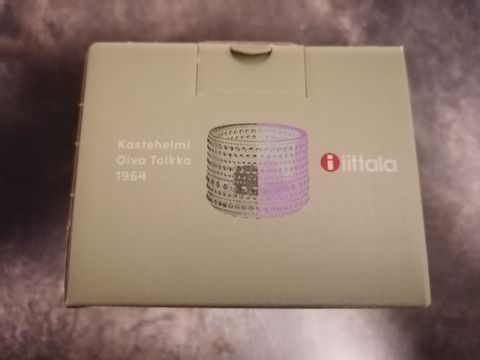 Kastehelmi
Oiva Toikka
1964
i iittala